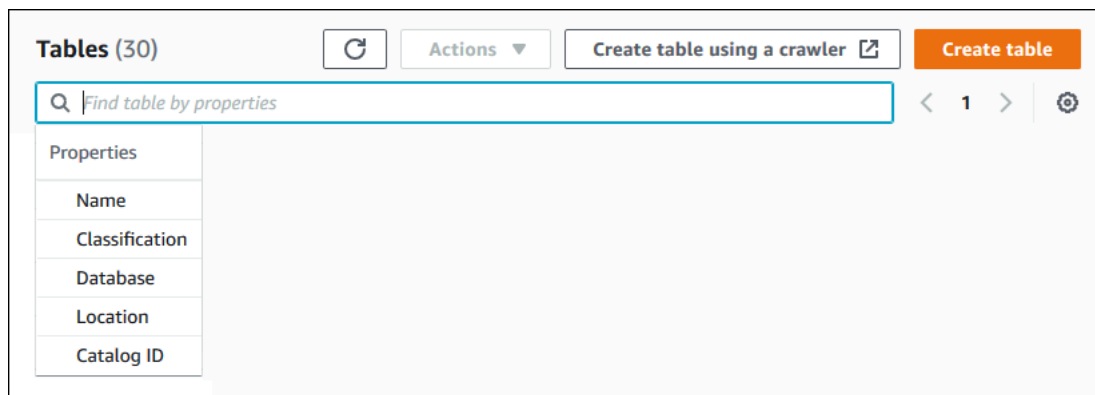 Tables (30)
Actions
Create table using a crawler
Create table
Find table by properties
1
Properties
Name
Classification
Database
Location
Catalog ID